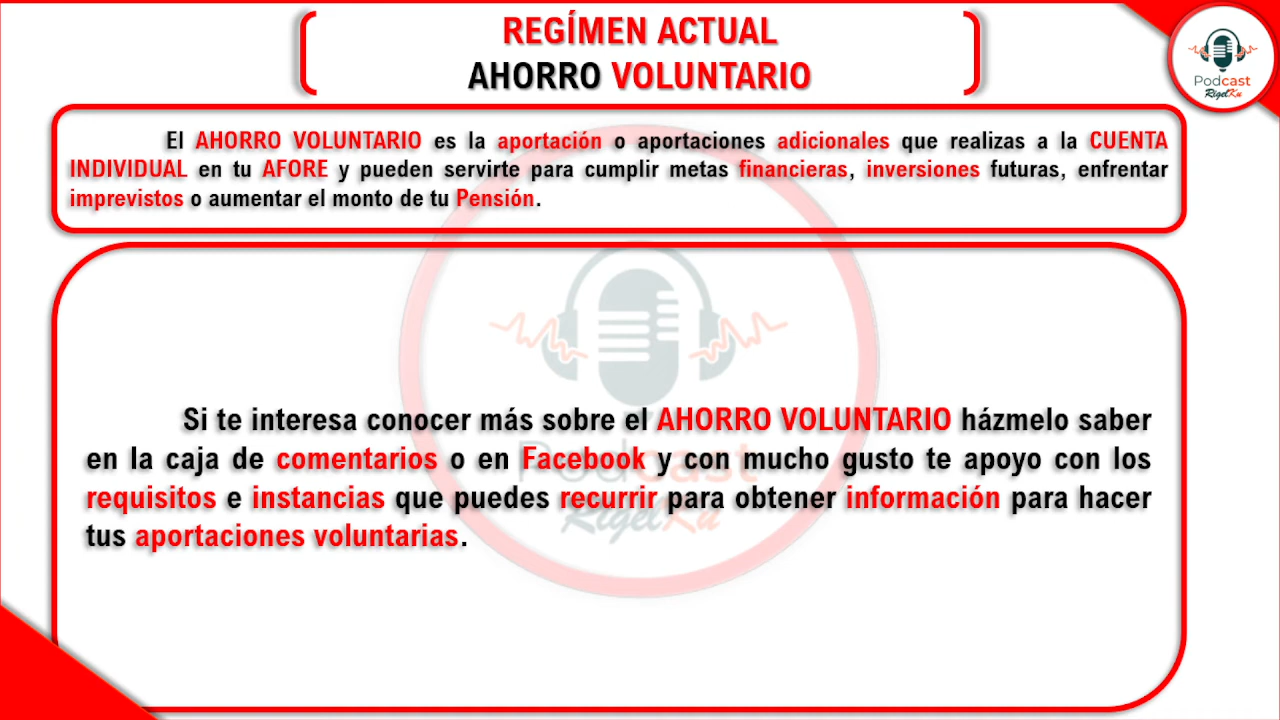 REGÍMEN ACTUAL
AHORRO VOLUNTARIO
Podcast
RigelKu
El AHORRO VOLUNTARIO es la aportación o aportaciones adicionales que realizas a la CUENTA
INDIVIDUAL en tu AFORE y pueden servirte para cumplir metas financieras, inversiones futuras, enfrentar
imprevistos o aumentar el monto de tu Pensión.
Si te interesa conocer más sobre el AHORRO VOLUNTARIO házmelo saber
en la caja de comentarios o en Facebook y con mucho gusto te apoyo con los
requisitos e instancias que puedes recurrir para obtener información para hacer
tus aportaciones voluntarias.
Podcast
RigelKu